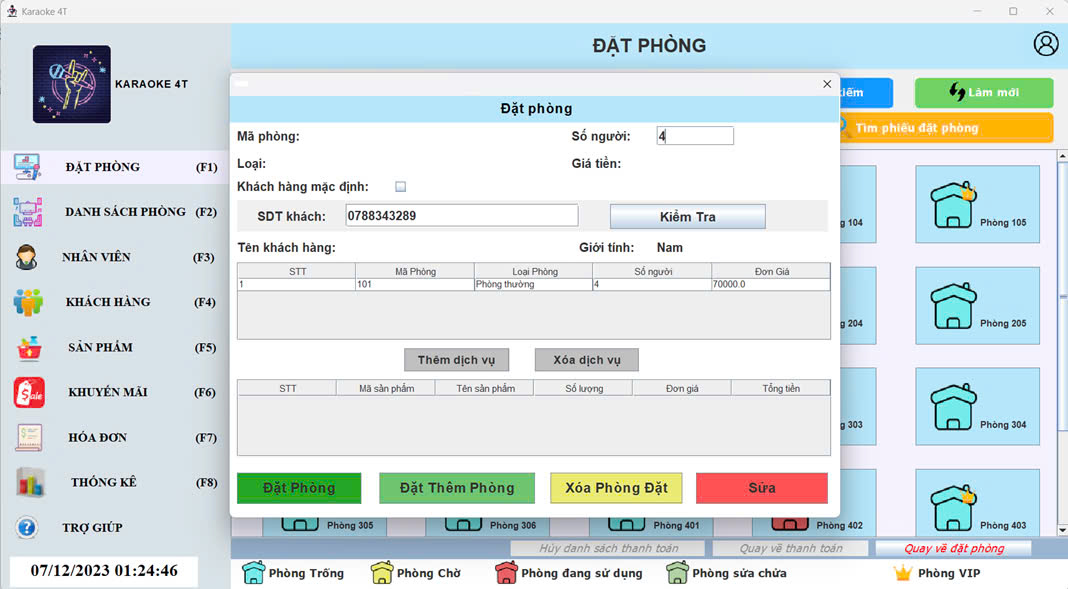 Karaoke 4T
KARAOKE 4T
ĐẶT PHÒNG
ĐẶT PHÒNG (F1)
DANH SÁCH PHÒNG (F2)
NHÂN VIÊN (F3)
KHÁCH HÀNG (F4)
SẢN PHẨM (F5)
KHUYẾN MÃI (F6)
HÓA ĐƠN (F7)
THỐNG KÊ (F8)
TRỢ GIÚP
07/12/2023 01:24:46
Làm mới
Tìm phiếu đặt phòng
Đặt phòng
Mã phòng: Số người: 4
Loại: Giá tiền:
Khách hàng mặc định:
SDT khách: 0788343289 Kiểm Tra
Tên khách hàng: Giới tính: Nam
STT Mã Phòng Loại Phòng Số người Đơn Giá
1 101 Phòng thường 4 70000.0
Thêm dịch vụ Xóa dịch vụ
STT Mã sản phẩm Tên sản phẩm Số lượng Đơn giá Tổng tiền
Đặt Phòng Đặt Thêm Phòng Xóa Phòng Đặt Sửa
104 Phòng 105
204 Phòng 205
303 Phòng 304
Phòng 305 Phòng 306 Phòng 401 Phòng 402 Phòng 403
Hủy danh sách thanh toán Quay về thanh toán Quay về đặt phòng
Phòng Trống Phòng Chờ Phòng đang sử dụng Phòng sửa chữa Phòng VIP